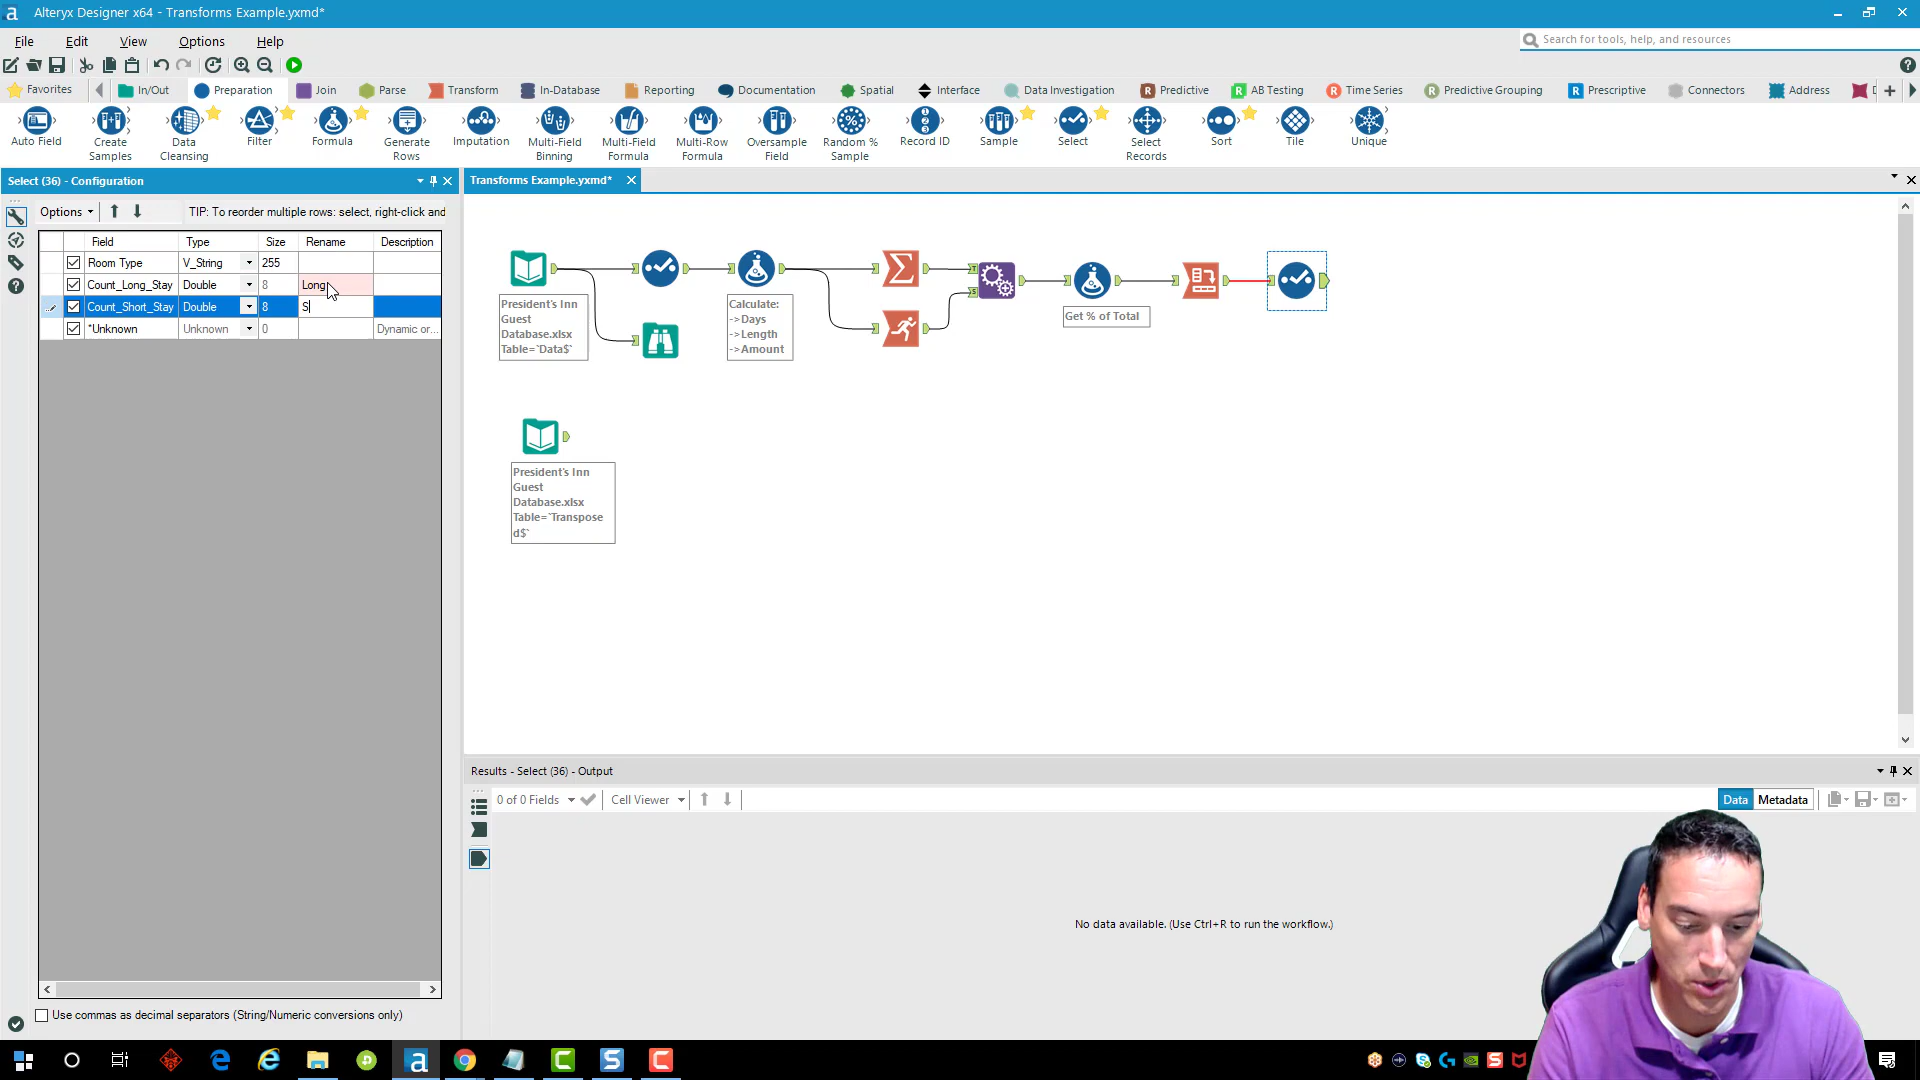 Alteryx Designer x64 - Transforms Example.yxmd*
File Edit View Options Help
Search for tools, help, and resources
Favorites In/Out Preparation Join Parse Transform In-Database Reporting Documentation Spatial Interface Data Investigation Predictive AB Testing Time Series Predictive Grouping Prescriptive Connectors Address
Auto Field
Create Samples
Data Cleansing
Filter
Formula
Generate Rows
Imputation
Multi-Field Binning
Multi-Field Formula
Multi-Row Formula
Oversample Field
Random % Sample
Record ID
Sample
Select
Select Records
Sort
Tile
Unique
Select (36) - Configuration
Transforms Example.yxmd*
Options TIP: To reorder multiple rows: select, right-click and
Field Type Size Rename Description
Room Type V_String 255
Count_Long_Stay Double 8 Long
Count_Short_Stay Double 8 S
*Unknown Unknown 0 Dynamic or...
President's Inn
Guest
Database.xlsx
Table=`Data$`
Calculate:
->Days
->Length
->Amount
Get % of Total
President's Inn
Guest
Database.xlsx
Table=`Transpose
d$`
Results - Select (36) - Output
0 of 0 Fields Cell Viewer Data Metadata
No data available. (Use Ctrl+R to run the workflow.)
Use commas as decimal separators (String/Numeric conversions only)